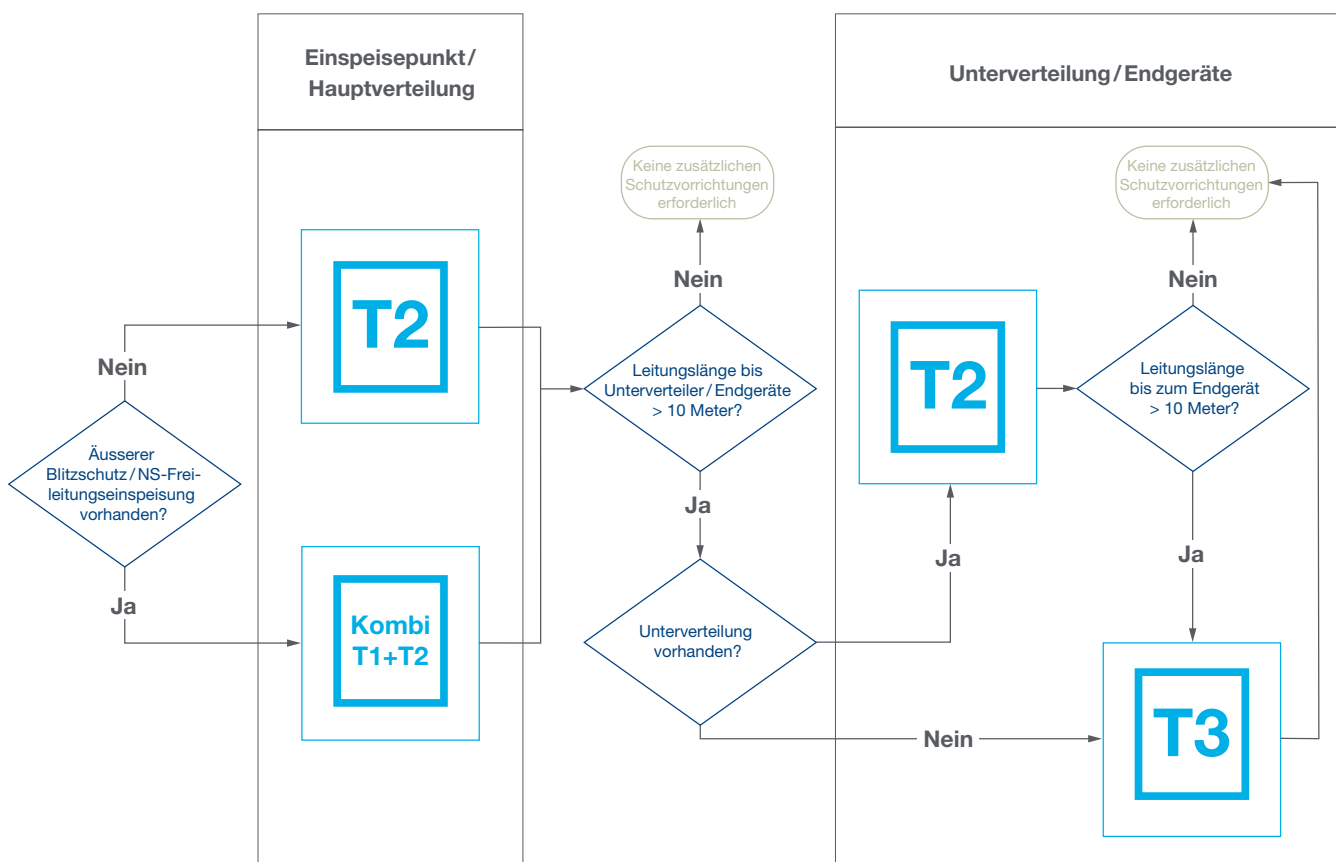 Einspeisepunkt/
Hauptverteilung
Unterverteilung/Endgeräte
Keine zusätzlichen
Schutzvorrichtungen
erforderlich
Keine zusätzlichen
Schutzvorrichtungen
erforderlich
Nein
Nein
T2
T2
Nein
Leitungslänge bis
Unterverteiler/Endgeräte
> 10 Meter?
Leitungslänge
bis zum Endgerät
> 10 Meter?
Äusserer
Blitzschutz/NS-Frei-
leitungseinspeisung
vorhanden?
Ja
Ja
Ja
Ja
Kombi
T1+T2
Unterverteilung
vorhanden?
Nein
T3